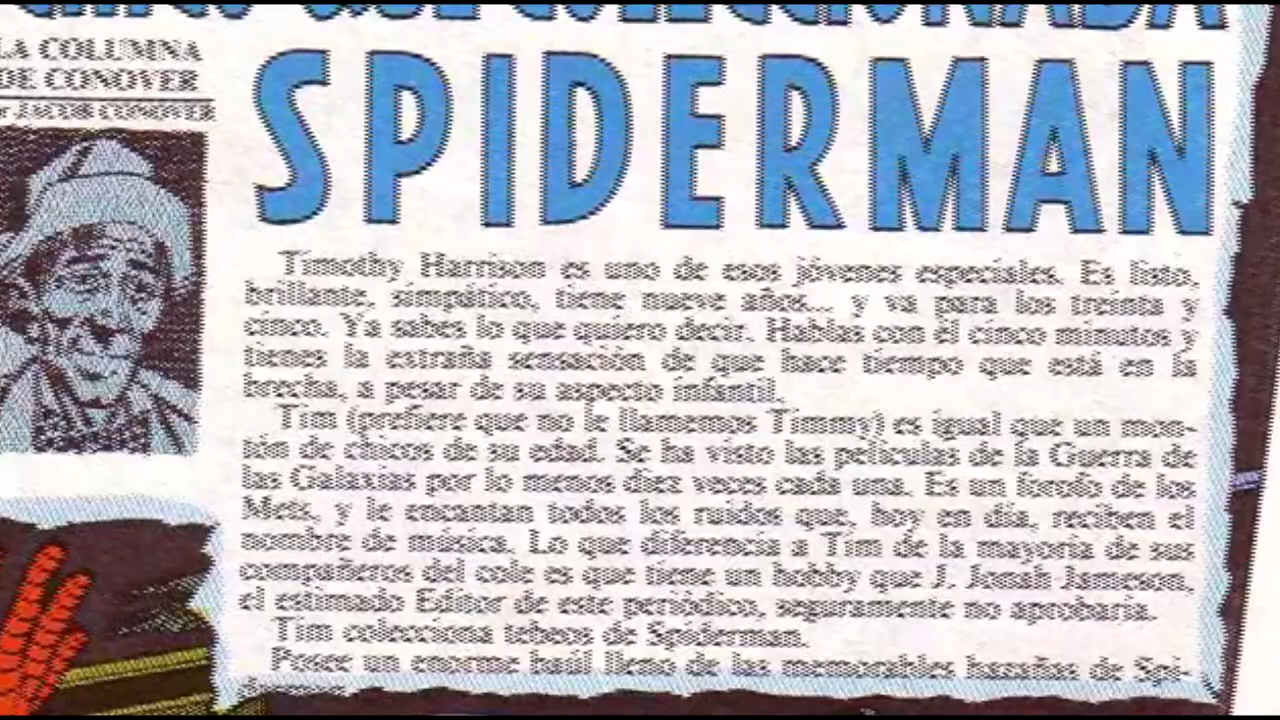 CHICO QUE COLECCIONABA
SPIDERMAN
LA COLUMNA
DE CONOVER
JACOB CONOVER
Timothy Harrison es uno de esos jóvenes especiales. Es listo,
brillante, simpático, tiene nueve años... y va para los treinta y
cinco. Ya sabes lo que quiero decir. Hablas con él cinco minutos y
tienes la extraña sensación de que hace tiempo que está en la
brecha, a pesar de su aspecto infantil.
Tim (prefiere que no le llamemos Timmy) es igual que un mon-
tón de chicos de su edad. Se ha visto las películas de la Guerra de
las Galaxias por lo menos diez veces cada una. Es un forofo de los
Mets, y le encantan todos los ruidos que, hoy en día, reciben el
nombre de música. Lo que diferencia a Tim de la mayoría de sus
compañeros del cole es que tiene un hobby que J. Jonah Jameson,
el estimado Editor de este periódico, seguramente no aprobaría.
Tim colecciona tebeos de Spiderman.
Posee un enorme baúl lleno de las memorables hazañas de Spi-